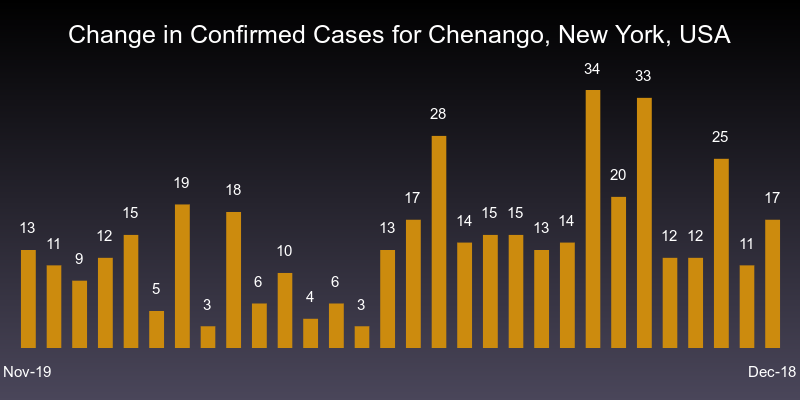 Change in Confirmed Cases for Chenango, New York, USA
13 11 9 12 15 5 19 3 18 6 10 4 6 3 13 17 28 14 15 15 13 14 34 20 33 12 12 25 11 17
Nov-19 Dec-18